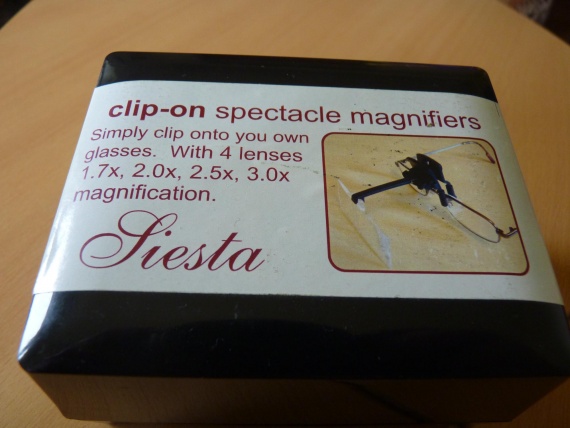 clip-on spectacle magnifiers
Simply clip onto you own
glasses. With 4 lenses
1.7x, 2.0x, 2.5x, 3.0x
magnification.
Siesta